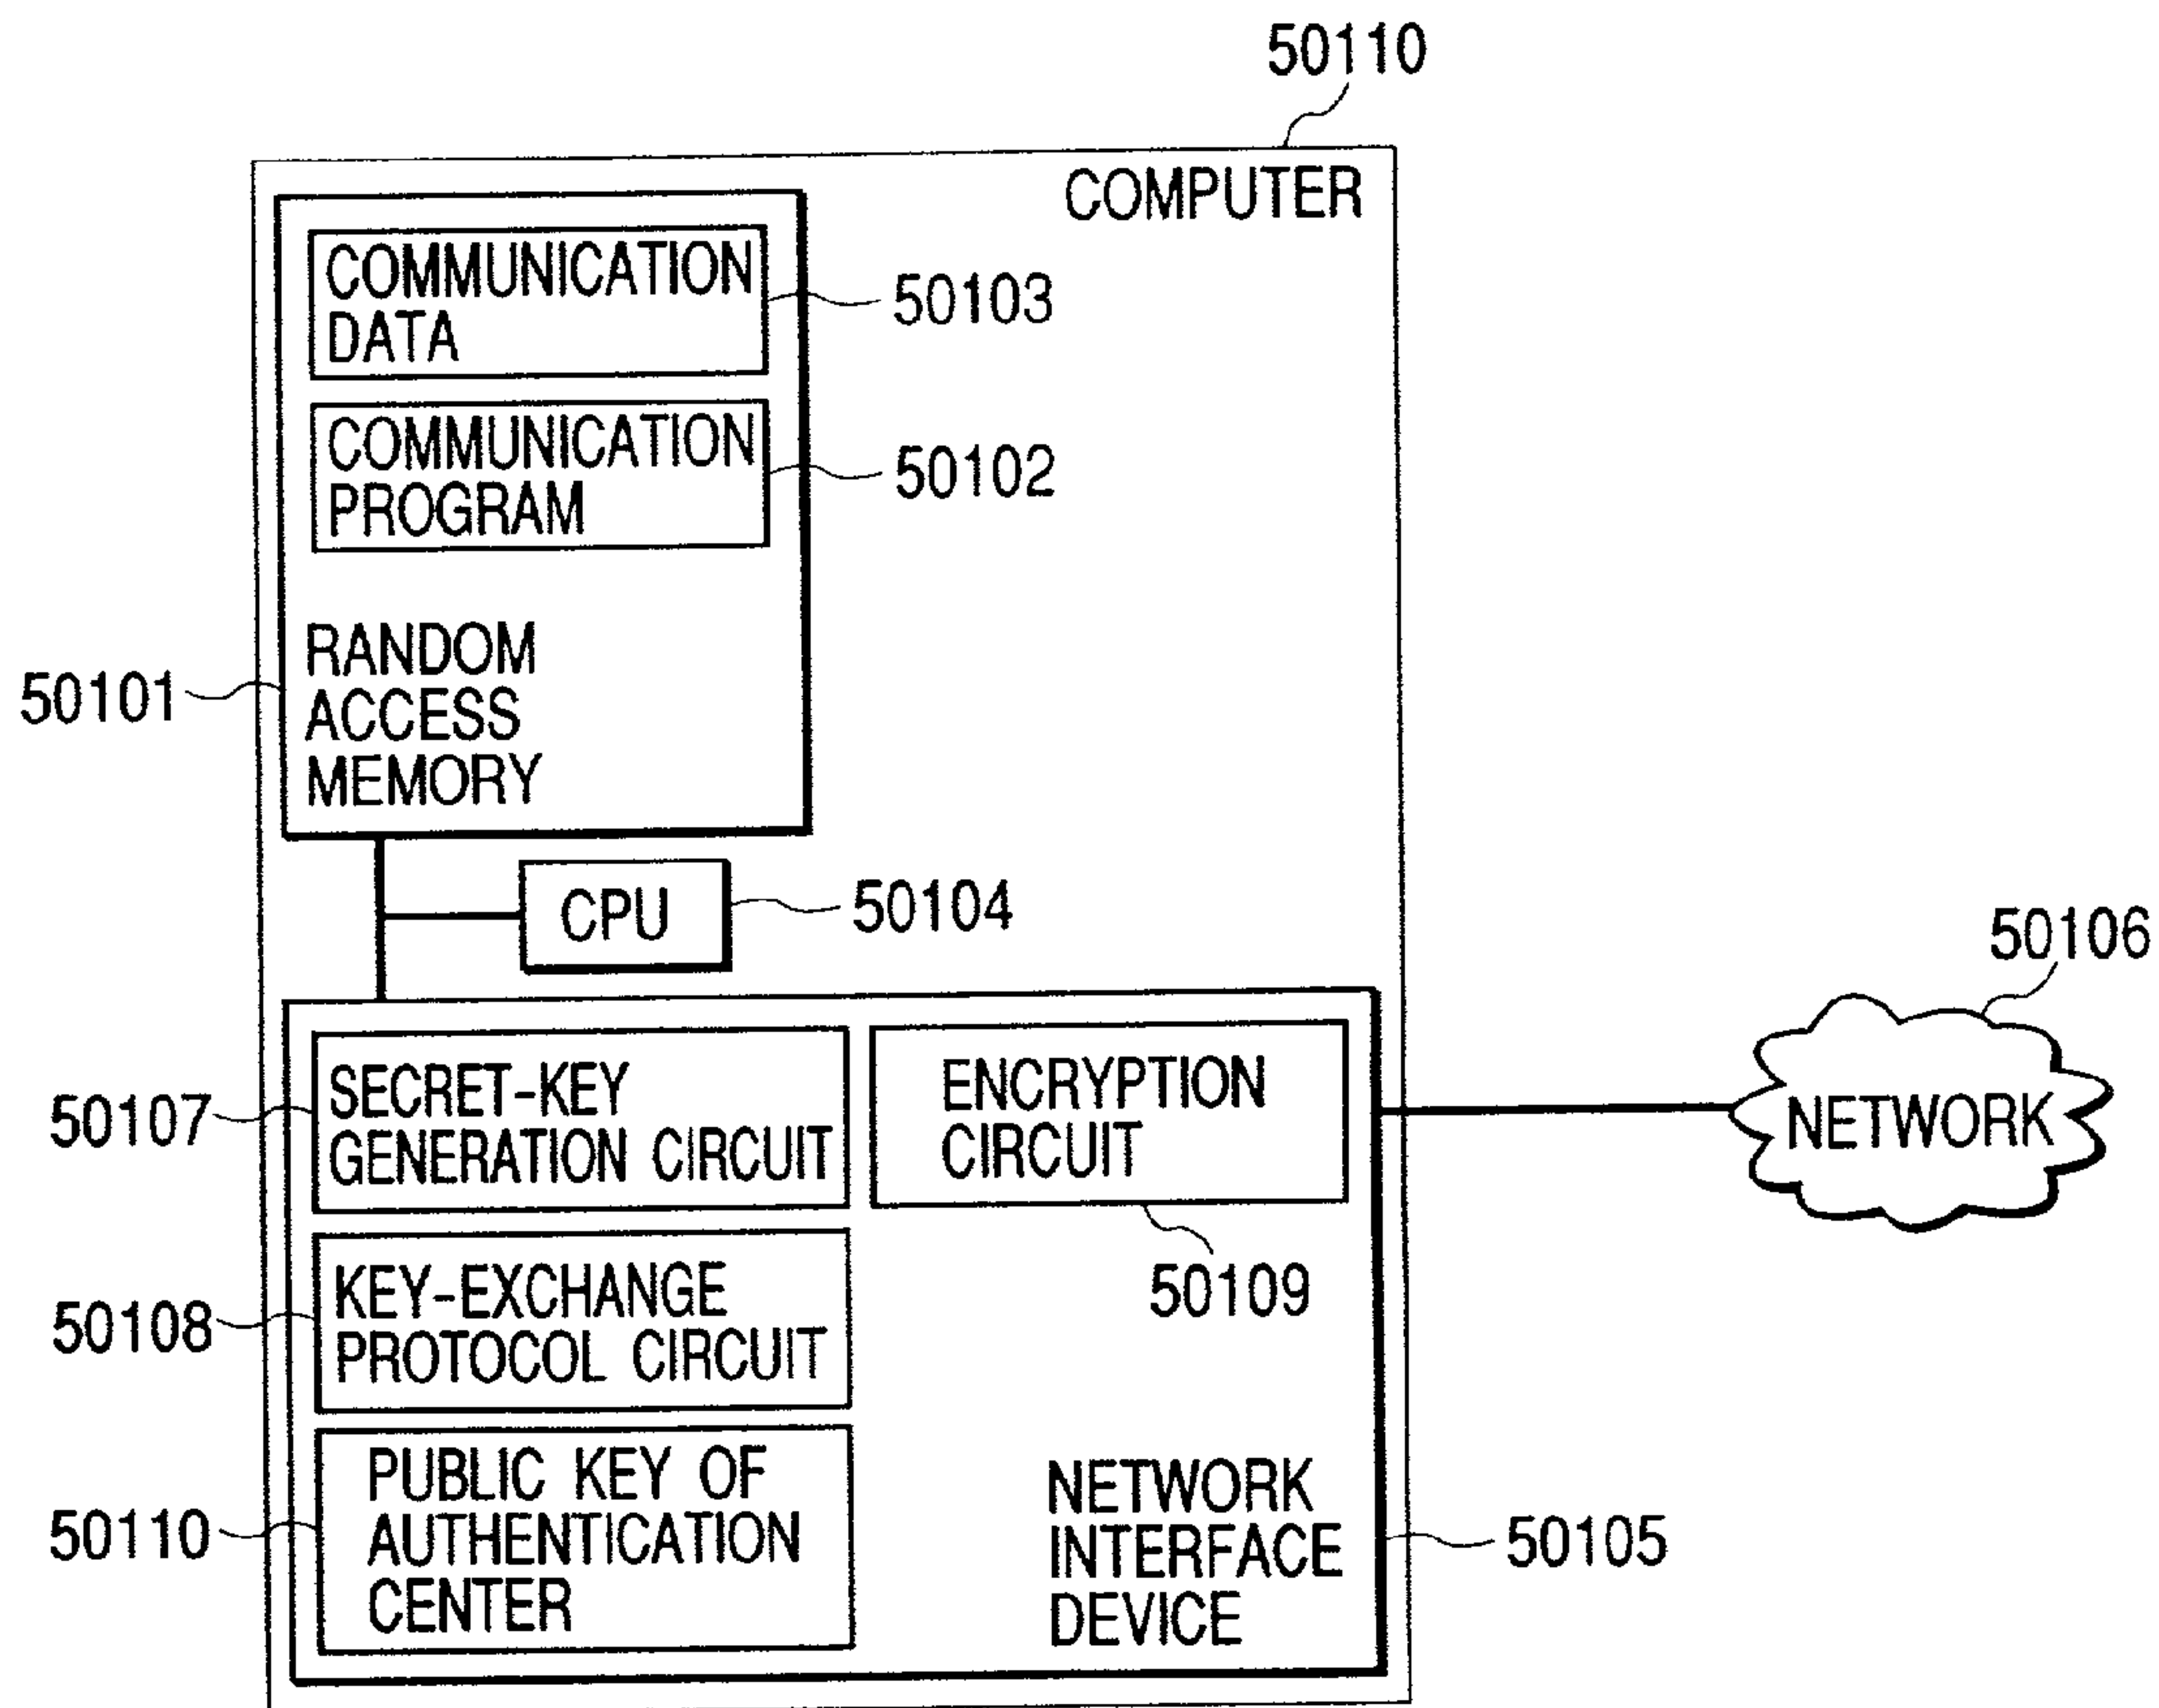 50110
COMPUTER
COMMUNICATION
DATA
50103
COMMUNICATION
PROGRAM
50102
RANDOM
ACCESS
MEMORY
50101
CPU
50104
50106
NETWORK
SECRET-KEY
GENERATION CIRCUIT
50107
ENCRYPTION
CIRCUIT
50109
KEY-EXCHANGE
PROTOCOL CIRCUIT
50108
PUBLIC KEY OF
AUTHENTICATION
CENTER
50110
NETWORK
INTERFACE
DEVICE
50105